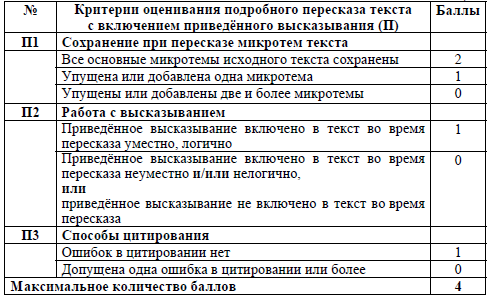 № Критерии оценивания подробного пересказа текста Баллы
с включением приведённого высказывания (П)
П1 Сохранение при пересказе микротем текста
Все основные микротемы исходного текста сохранены 2
Упущена или добавлена одна микротема 1
Упущены или добавлены две и более микротемы 0
П2 Работа с высказыванием
Приведённое высказывание включено в текст во время 1
пересказа уместно, логично
Приведённое высказывание включено в текст во время 0
пересказа неуместно и/или нелогично,
или
приведённое высказывание не включено в текст во время
пересказа
П3 Способы цитирования
Ошибок в цитировании нет 1
Допущена одна ошибка в цитировании или более 0
Максимальное количество баллов 4